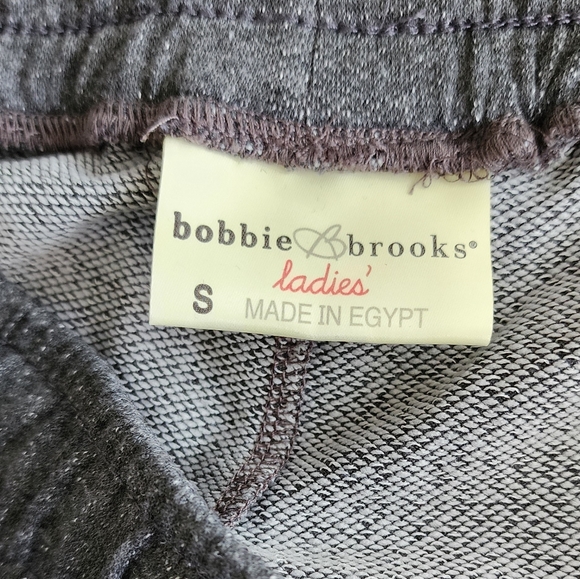 bobbie B brooks®
ladies'
S MADE IN EGYPT